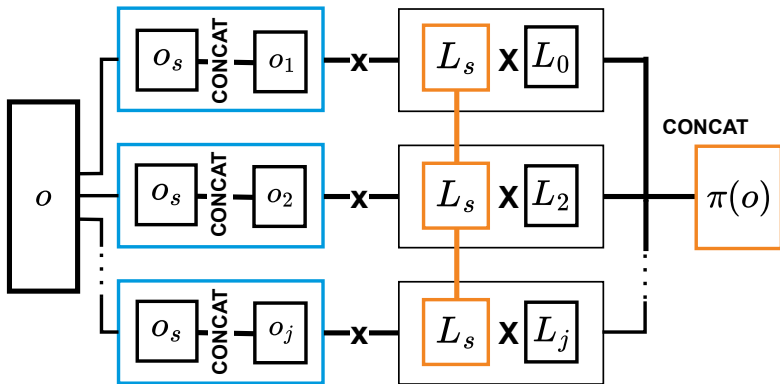 o_s CONCAT o_1 x L_s X L_0
CONCAT
o o_s CONCAT o_2 x L_s X L_2 π(o)
o_s CONCAT o_j x L_s X L_j